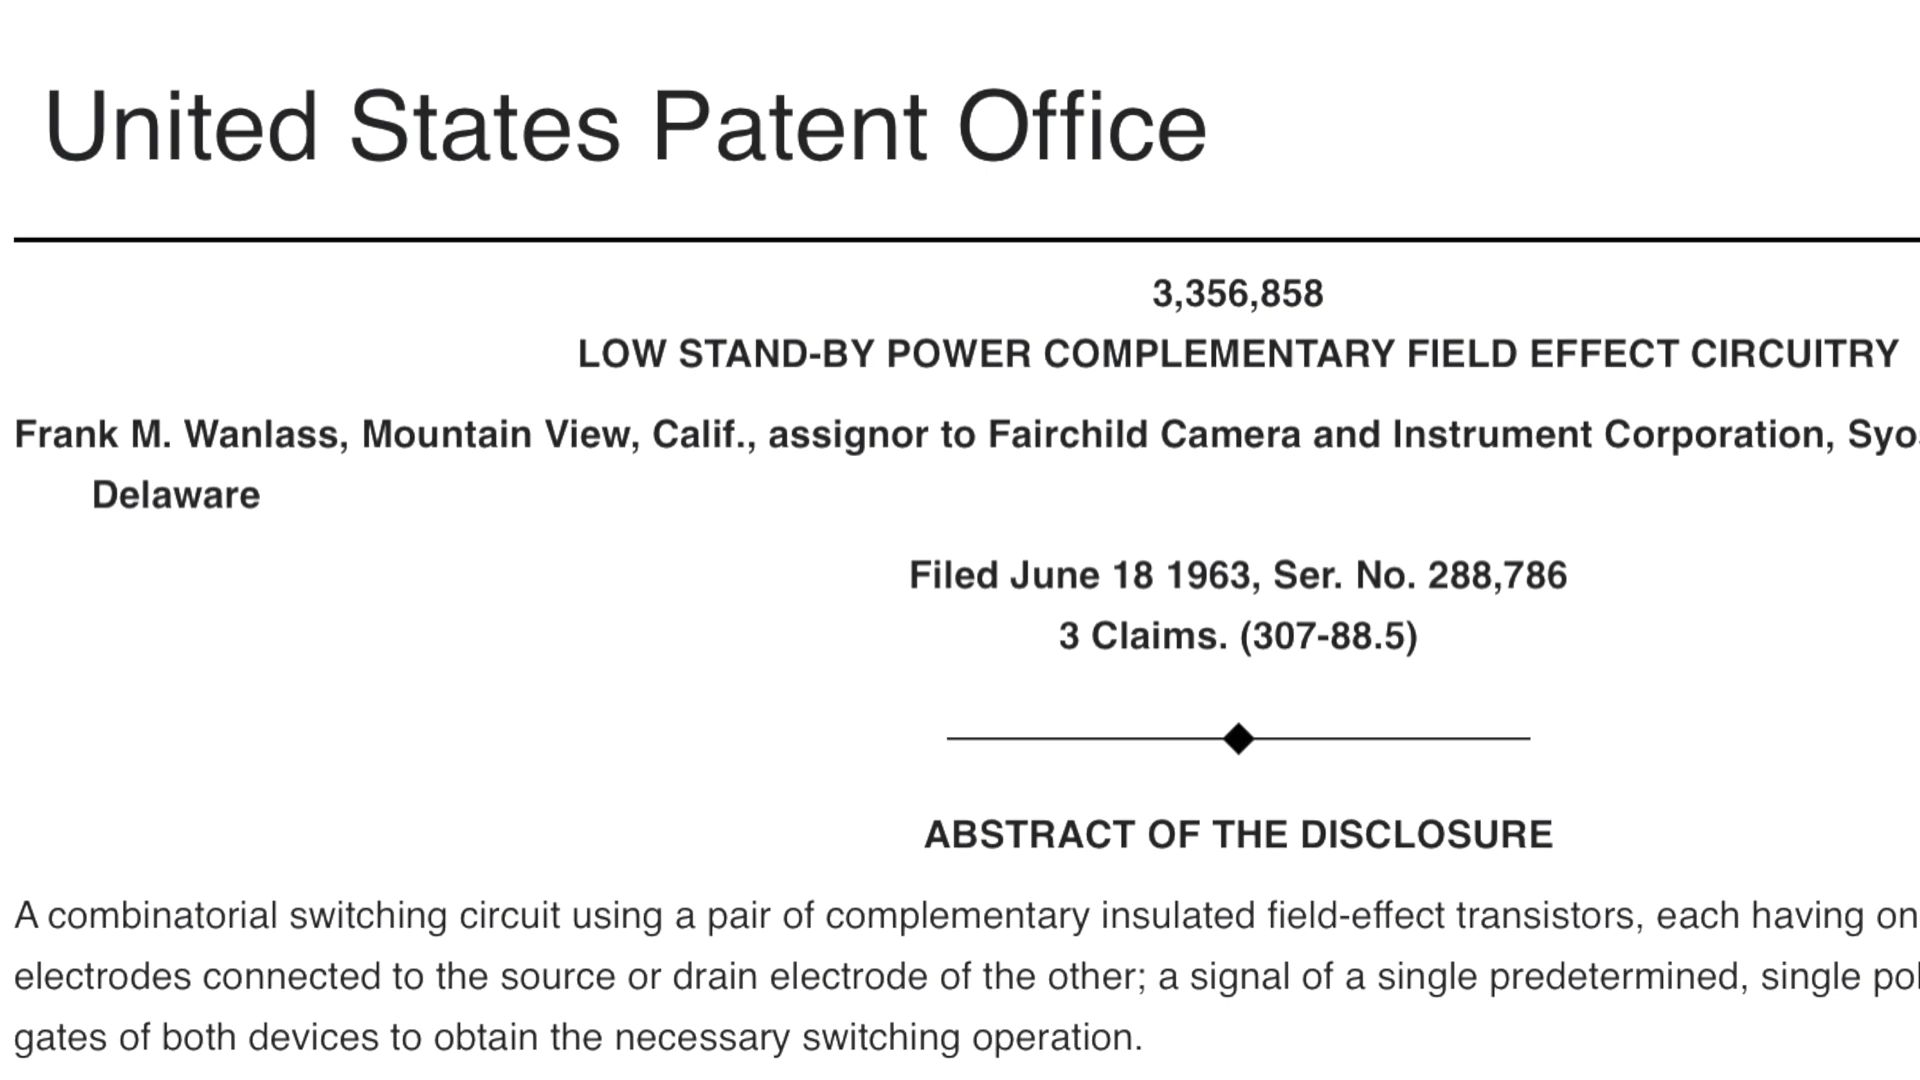 United States Patent Office
3,356,858
LOW STAND-BY POWER COMPLEMENTARY FIELD EFFECT CIRCUITRY
Frank M. Wanlass, Mountain View, Calif., assignor to Fairchild Camera and Instrument Corporation,
Delaware
Filed June 18 1963, Ser. No. 288,786
3 Claims. (307-88.5)
ABSTRACT OF THE DISCLOSURE
A combinatorial switching circuit using a pair of complementary insulated field-effect transistors, each having on
electrodes connected to the source or drain electrode of the other; a signal of a single predetermined, single
gates of both devices to obtain the necessary switching operation.